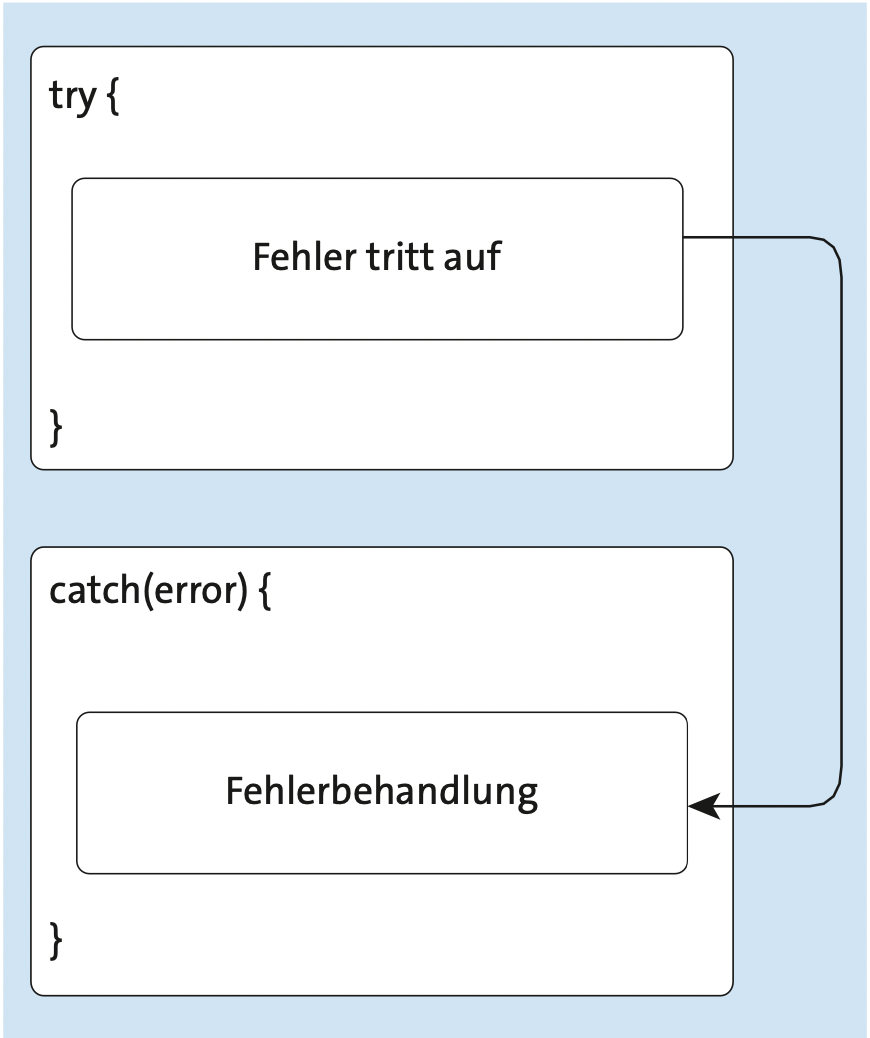 try {
Fehler tritt auf
}
catch(error) {
Fehlerbehandlung
}